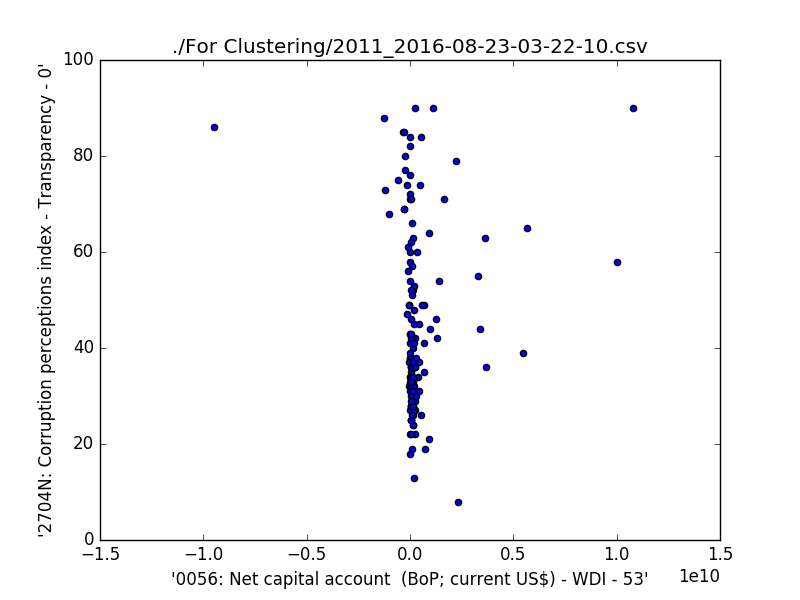 ./For Clustering/2011_2016-08-23-03-22-10.csv
100
80
60
40
20
0
'2704N: Corruption perceptions index - Transparency - 0'
−1.5 −1.0 −0.5 0.0 0.5 1.0 1.5
1e10
'0056: Net capital account  (BoP; current US$) - WDI - 53'